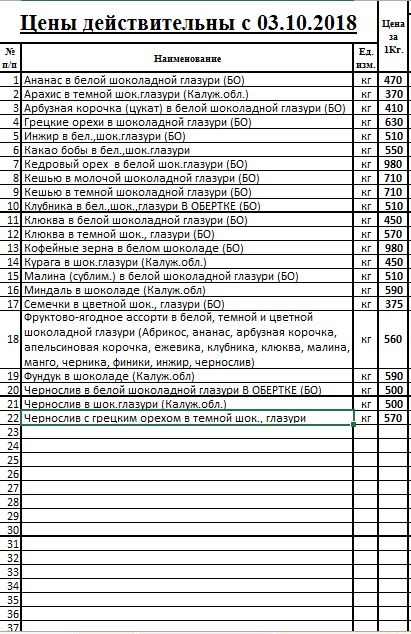 Цены действительны с 03.10.2018 Цена за 1Кг.
№ п/п Наименование Ед. изм.
1 Ананас в белой шоколадной глазури (БО) кг 470
2 Арахис в темной шок.глазури (Калуж.обл.) кг 370
3 Арбузная корочка (цукат) в белой шоколадной глазури (БО) кг 410
4 Грецкие орехи в шоколадной глазури (БО) кг 630
5 Инжир в бел.,шок.глазури (БО) кг 510
6 Какао бобы в бел.,шок.глазури кг 550
7 Кедровый орех в белой шок.глазури (БО) кг 980
8 Кешью в молочной шоколадной глазури (БО) кг 710
9 Кешью в темной шоколадной глазури (БО) кг 710
10 Клубника в бел.,шок.,глазури В ОБЕРТКЕ (БО) кг 510
11 Клюква в белой шоколадной глазури (БО) кг 450
12 Клюква в темной шок., глазури (БО) кг 570
13 Кофейные зерна в белом шоколаде (БО) кг 980
14 Курага в шок.глазури (Калуж.обл.) кг 450
15 Малина (сублим.) в белой шоколадной глазури (БО) кг 510
16 Миндаль в шоколаде (Калуж.обл) кг 590
17 Семечки в цветной шок., глазури (БО) кг 375
Фруктово-ягодное ассорти в белой, темной и цветной
шоколадной глазури (Абрикос, ананас, арбузная корочка,
18 апельсиновая корочка, ежевика, клубника, клюква, малина, кг 560
манго, черника, финики, инжир, чернослив)
19 Фундук в шоколаде (Калуж.обл) кг 590
20 Чернослив в белой шоколадной глазури В ОБЕРТКЕ (БО) кг 500
21 Чернослив в шок.глазури (Калуж.обл.) кг 500
22 Чернослив с грецким орехом в темной шок., глазури кг 570
23
24
25
26
27
28
29
30
31
32
33
34
35
36
37